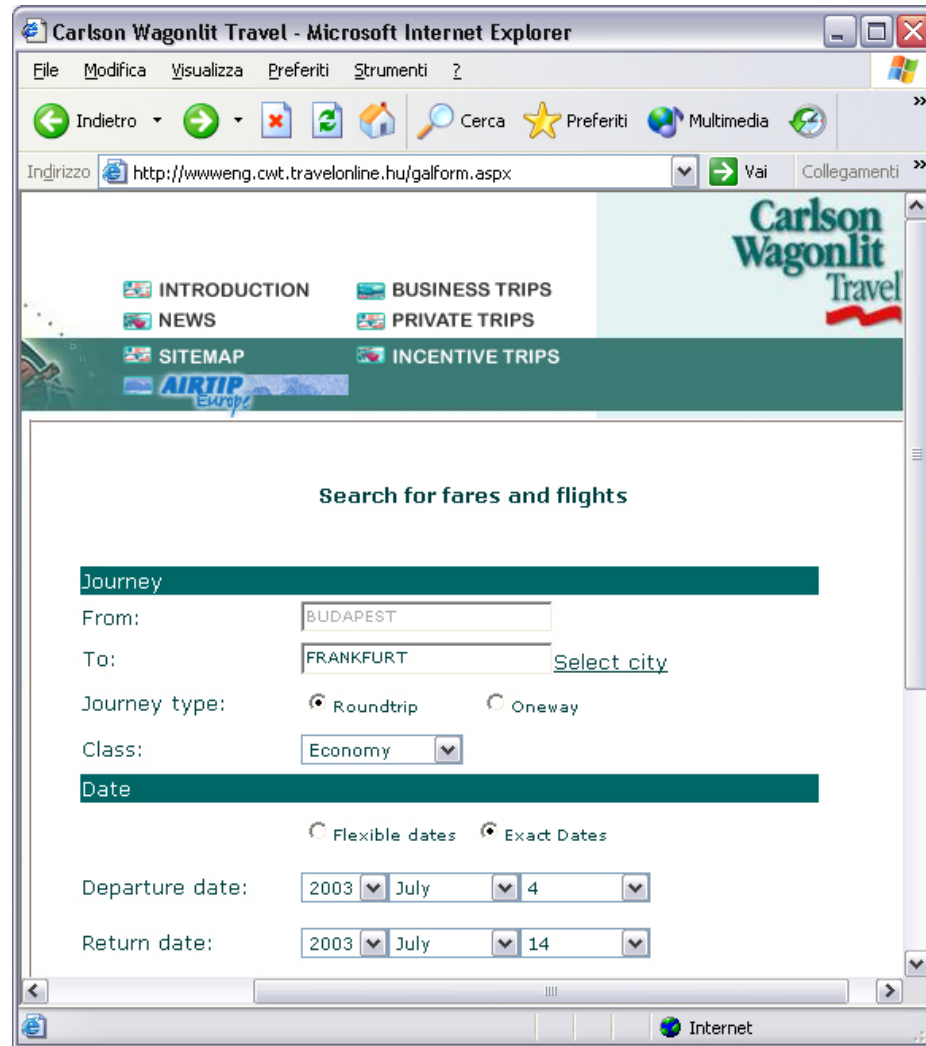 Carlson Wagonlit Travel - Microsoft Internet Explorer
File Modifica Visualizza Preferiti Strumenti ?
Indietro Cerca Preferiti Multimedia »
Indirizzo http://wwweng.cwt.travelonline.hu/galform.aspx Vai Collegamenti »
Carlson
Wagonlit
Travel
INTRODUCTION BUSINESS TRIPS
NEWS PRIVATE TRIPS
SITEMAP INCENTIVE TRIPS
AIRTIP
Europe
Search for fares and flights
Journey
From: BUDAPEST
To: FRANKFURT Select city
Journey type: Roundtrip Oneway
Class: Economy
Date
Flexible dates Exact Dates
Departure date: 2003 July 4
Return date: 2003 July 14
Internet